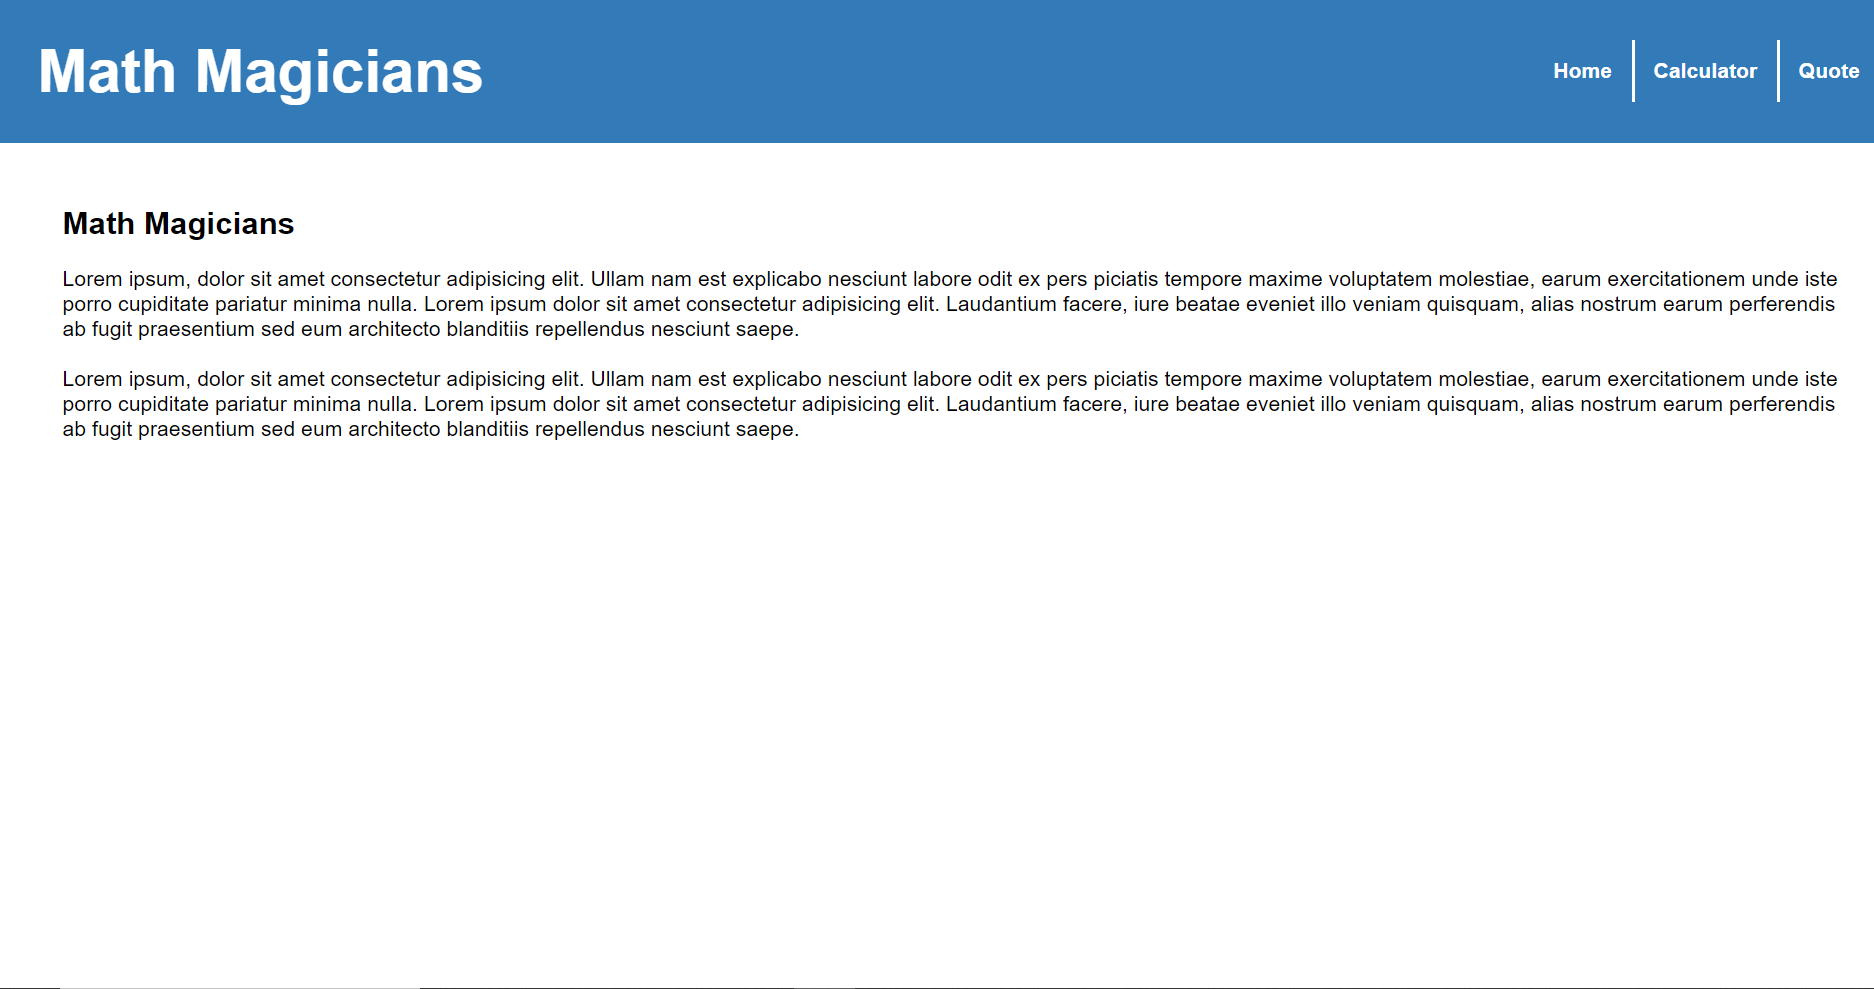 Math Magicians
Home
Calculator
Quote
Math Magicians
Lorem ipsum, dolor sit amet consectetur adipisicing elit. Ullam nam est explicabo nesciunt labore odit ex pers piciatis tempore maxime voluptatem molestiae, earum exercitationem unde iste
porro cupiditate pariatur minima nulla. Lorem ipsum dolor sit amet consectetur adipisicing elit. Laudantium facere, iure beatae eveniet illo veniam quisquam, alias nostrum earum perferendis
ab fugit praesentium sed eum architecto blanditiis repellendus nesciunt saepe.
Lorem ipsum, dolor sit amet consectetur adipisicing elit. Ullam nam est explicabo nesciunt labore odit ex pers piciatis tempore maxime voluptatem molestiae, earum exercitationem unde iste
porro cupiditate pariatur minima nulla. Lorem ipsum dolor sit amet consectetur adipisicing elit. Laudantium facere, iure beatae eveniet illo veniam quisquam, alias nostrum earum perferendis
ab fugit praesentium sed eum architecto blanditiis repellendus nesciunt saepe.